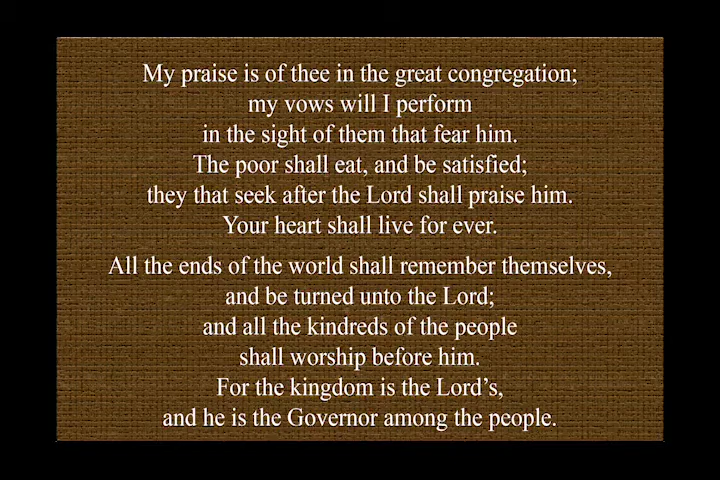 My praise is of thee in the great congregation;
my vows will I perform
in the sight of them that fear him.
The poor shall eat, and be satisfied;
they that seek after the Lord shall praise him.
Your heart shall live for ever.
All the ends of the world shall remember themselves,
and be turned unto the Lord;
and all the kindreds of the people
shall worship before him.
For the kingdom is the Lord’s,
and he is the Governor among the people.